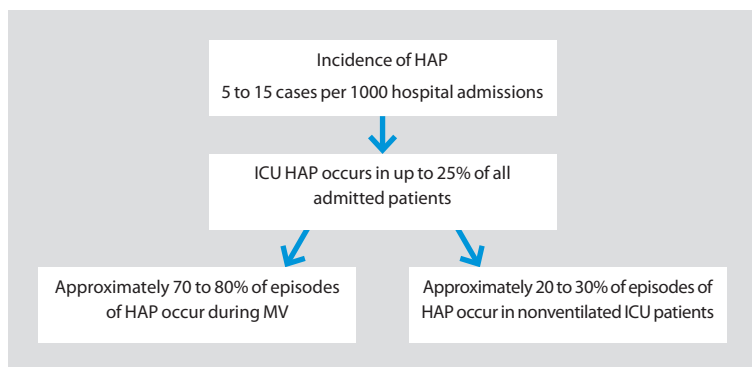 Incidence of HAP
5 to 15 cases per 1000 hospital admissions
ICU HAP occurs in up to 25% of all
admitted patients
Approximately 70 to 80% of episodes
of HAP occur during MV
Approximately 20 to 30% of episodes of
HAP occur in nonventilated ICU patients